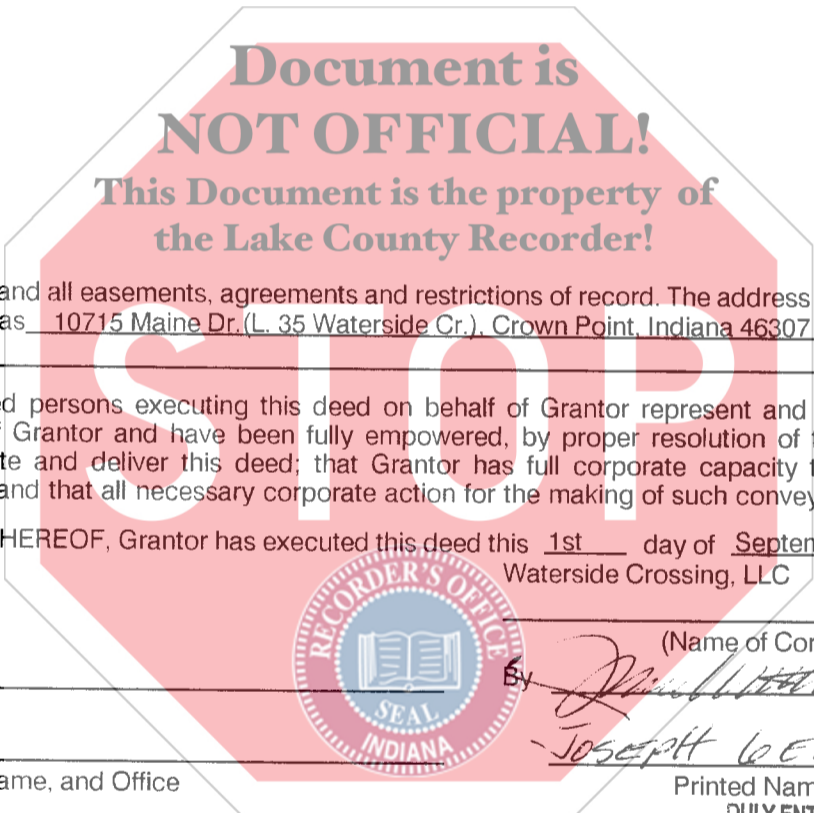 Document is
NOT OFFICIAL!
This Document is the property of
the Lake County Recorder!
and all easements, agreements and restrictions of record. The address
as 10715 Maine Dr. (L. 35 Waterside Cr.), Crown Point, Indiana 46307
STOP
d persons executing this deed on behalf of Grantor represent and
f Grantor and have been fully empowered, by proper resolution of t
te and deliver this deed; that Grantor has full corporate capacity t
and that all necessary corporate action for the making of such convey
HEREOF, Grantor has executed this deed this 1st day of Septen
Waterside Crossing, LLC
RECORDER'S OFFICE
SEAL
INDIANA
(Name of Cor
By
JOSEPH GE
ame, and Office
Printed Nam
DULY ENT